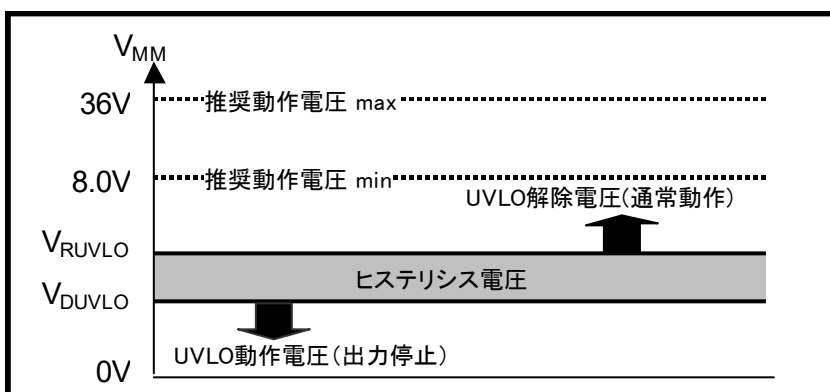 VMM
36V 推奨動作電圧 max
8.0V 推奨動作電圧 min
UVLO解除電圧(通常動作)
VRUVLO
ヒステリシス電圧
VDUVLO
UVLO動作電圧(出力停止)
0V